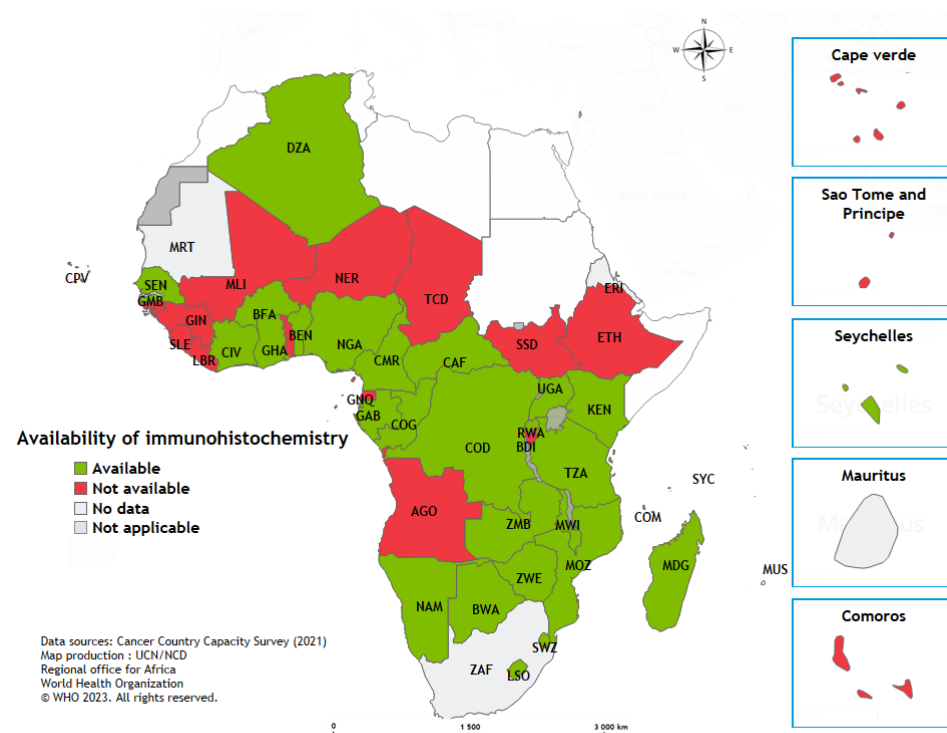 N
W E
S
Cape verde
Sao Tome and
Principe
Seychelles
Mauritus
Comoros
DZA
MRT
CPV
SEN
GMB
MLI
NER
TCD
ERI
GIN
BFA
BEN
SLE
LBR
CIV
GHA
NGA
CMR
CAF
SSD
ETH
GNQ
GAB
COG
UGA
KEN
RWA
BDI
COD
TZA
SYC
AGO
ZMB
MWI
COM
MOZ
MDG
MUS
ZWE
NAM
BWA
SWZ
ZAF
LSO
Availability of immunohistochemistry
Available
Not available
No data
Not applicable
Data sources: Cancer Country Capacity Survey (2021)
Map production : UCN/NCD
Regional office for Africa
World Health Organization
© WHO 2023. All rights reserved.
0 1 500 3 000 km